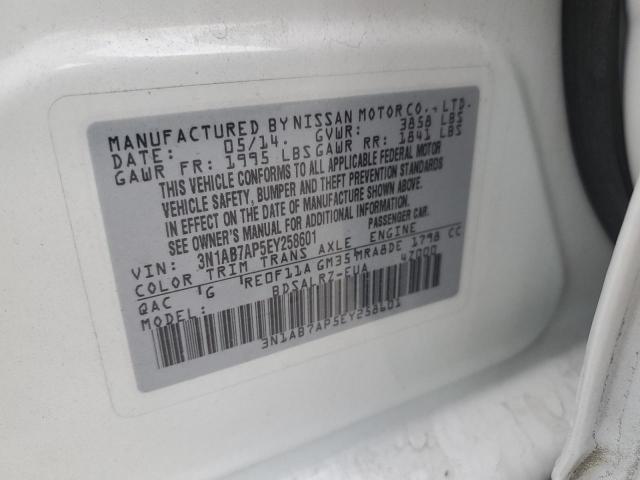 MANUFACTURED BY NISSAN MOTOR CO., LTD.
DATE: 05/14. GVWR: 3858 LBS
GAWR FR: 1995 LBS GAWR RR: 1841 LBS
THIS VEHICLE CONFORMS TO ALL APPLICABLE FEDERAL MOTOR
VEHICLE SAFETY, BUMPER AND THEFT PREVENTION STANDARDS
IN EFFECT ON THE DATE OF MANUFACTURE SHOWN ABOVE.
SEE OWNER'S MANUAL FOR ADDITIONAL INFORMATION.
VIN: 3N1AB7AP5EY258601 PASSENGER CAR.
COLOR TRIM TRANS AXLE ENGINE
QAC G RE0F11A GM35 MRA8DE 1798 CC
MODEL: BDSALRZ-EUA 4Z000
3N1AB7AP5EY258601